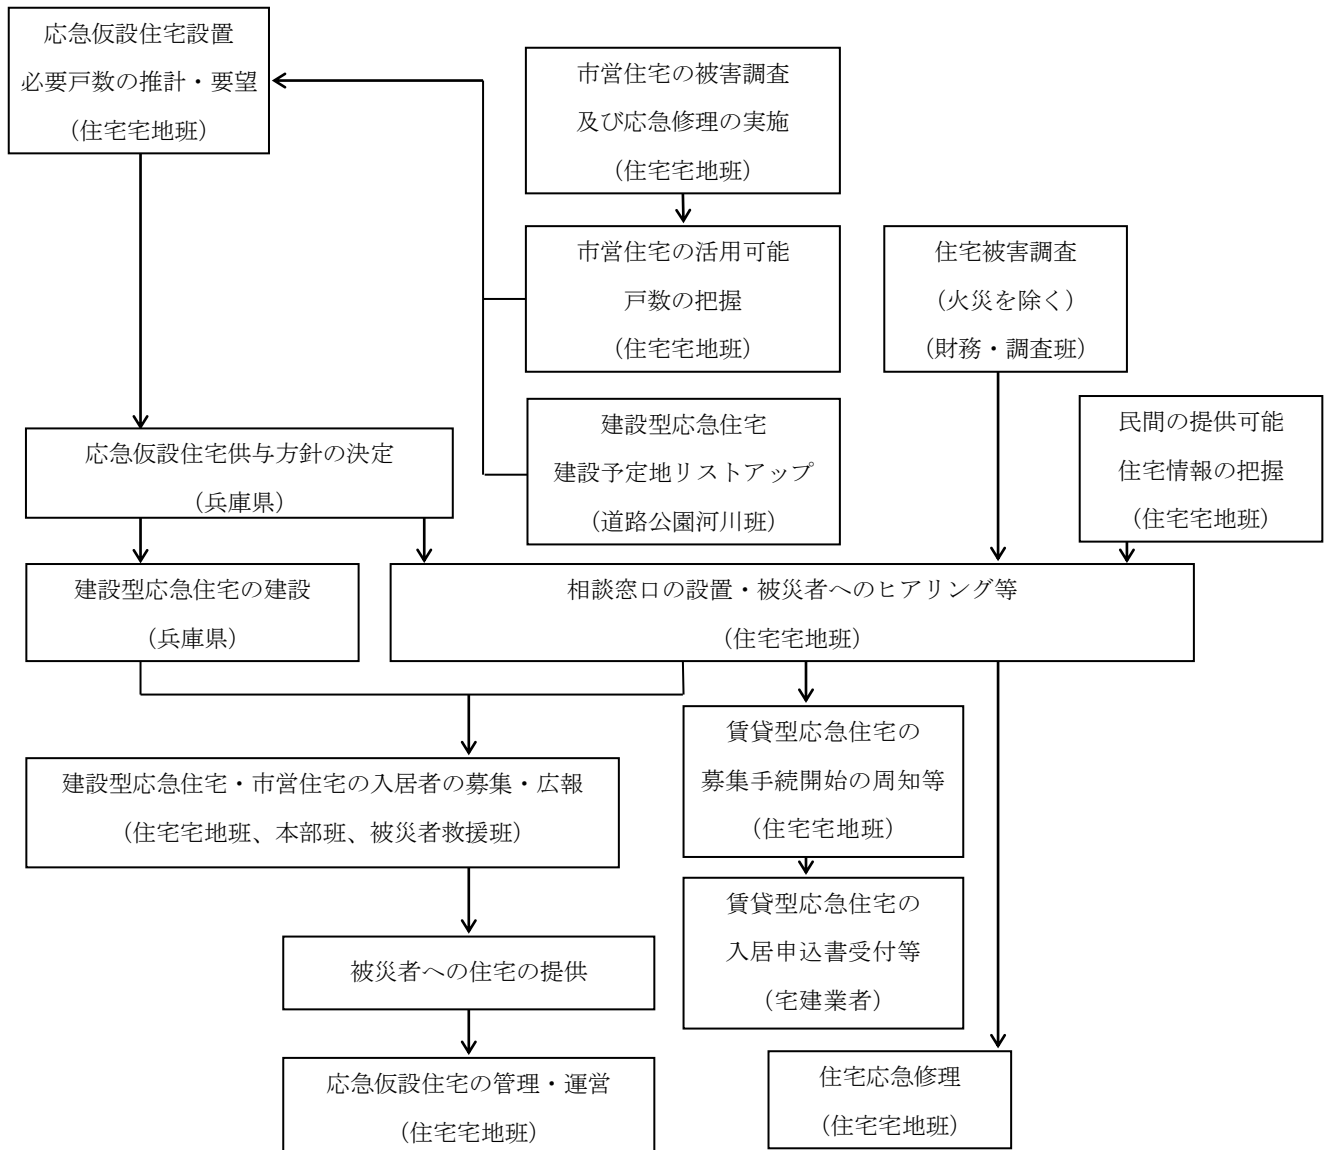 応急仮設住宅設置
必要戸数の推計・要望
（住宅宅地班）
市営住宅の被害調査
及び応急修理の実施
（住宅宅地班）
市営住宅の活用可能
戸数の把握
（住宅宅地班）
住宅被害調査
（火災を除く）
（財務・調査班）
建設型応急住宅
建設予定地リストアップ
（道路公園河川班）
民間の提供可能
住宅情報の把握
（住宅宅地班）
応急仮設住宅供与方針の決定
（兵庫県）
建設型応急住宅の建設
（兵庫県）
相談窓口の設置・被災者へのヒアリング等
（住宅宅地班）
建設型応急住宅・市営住宅の入居者の募集・広報
（住宅宅地班、本部班、被災者救援班）
賃貸型応急住宅の
募集手続開始の周知等
（住宅宅地班）
賃貸型応急住宅の
入居申込書受付等
（宅建業者）
被災者への住宅の提供
応急仮設住宅の管理・運営
（住宅宅地班）
住宅応急修理
（住宅宅地班）